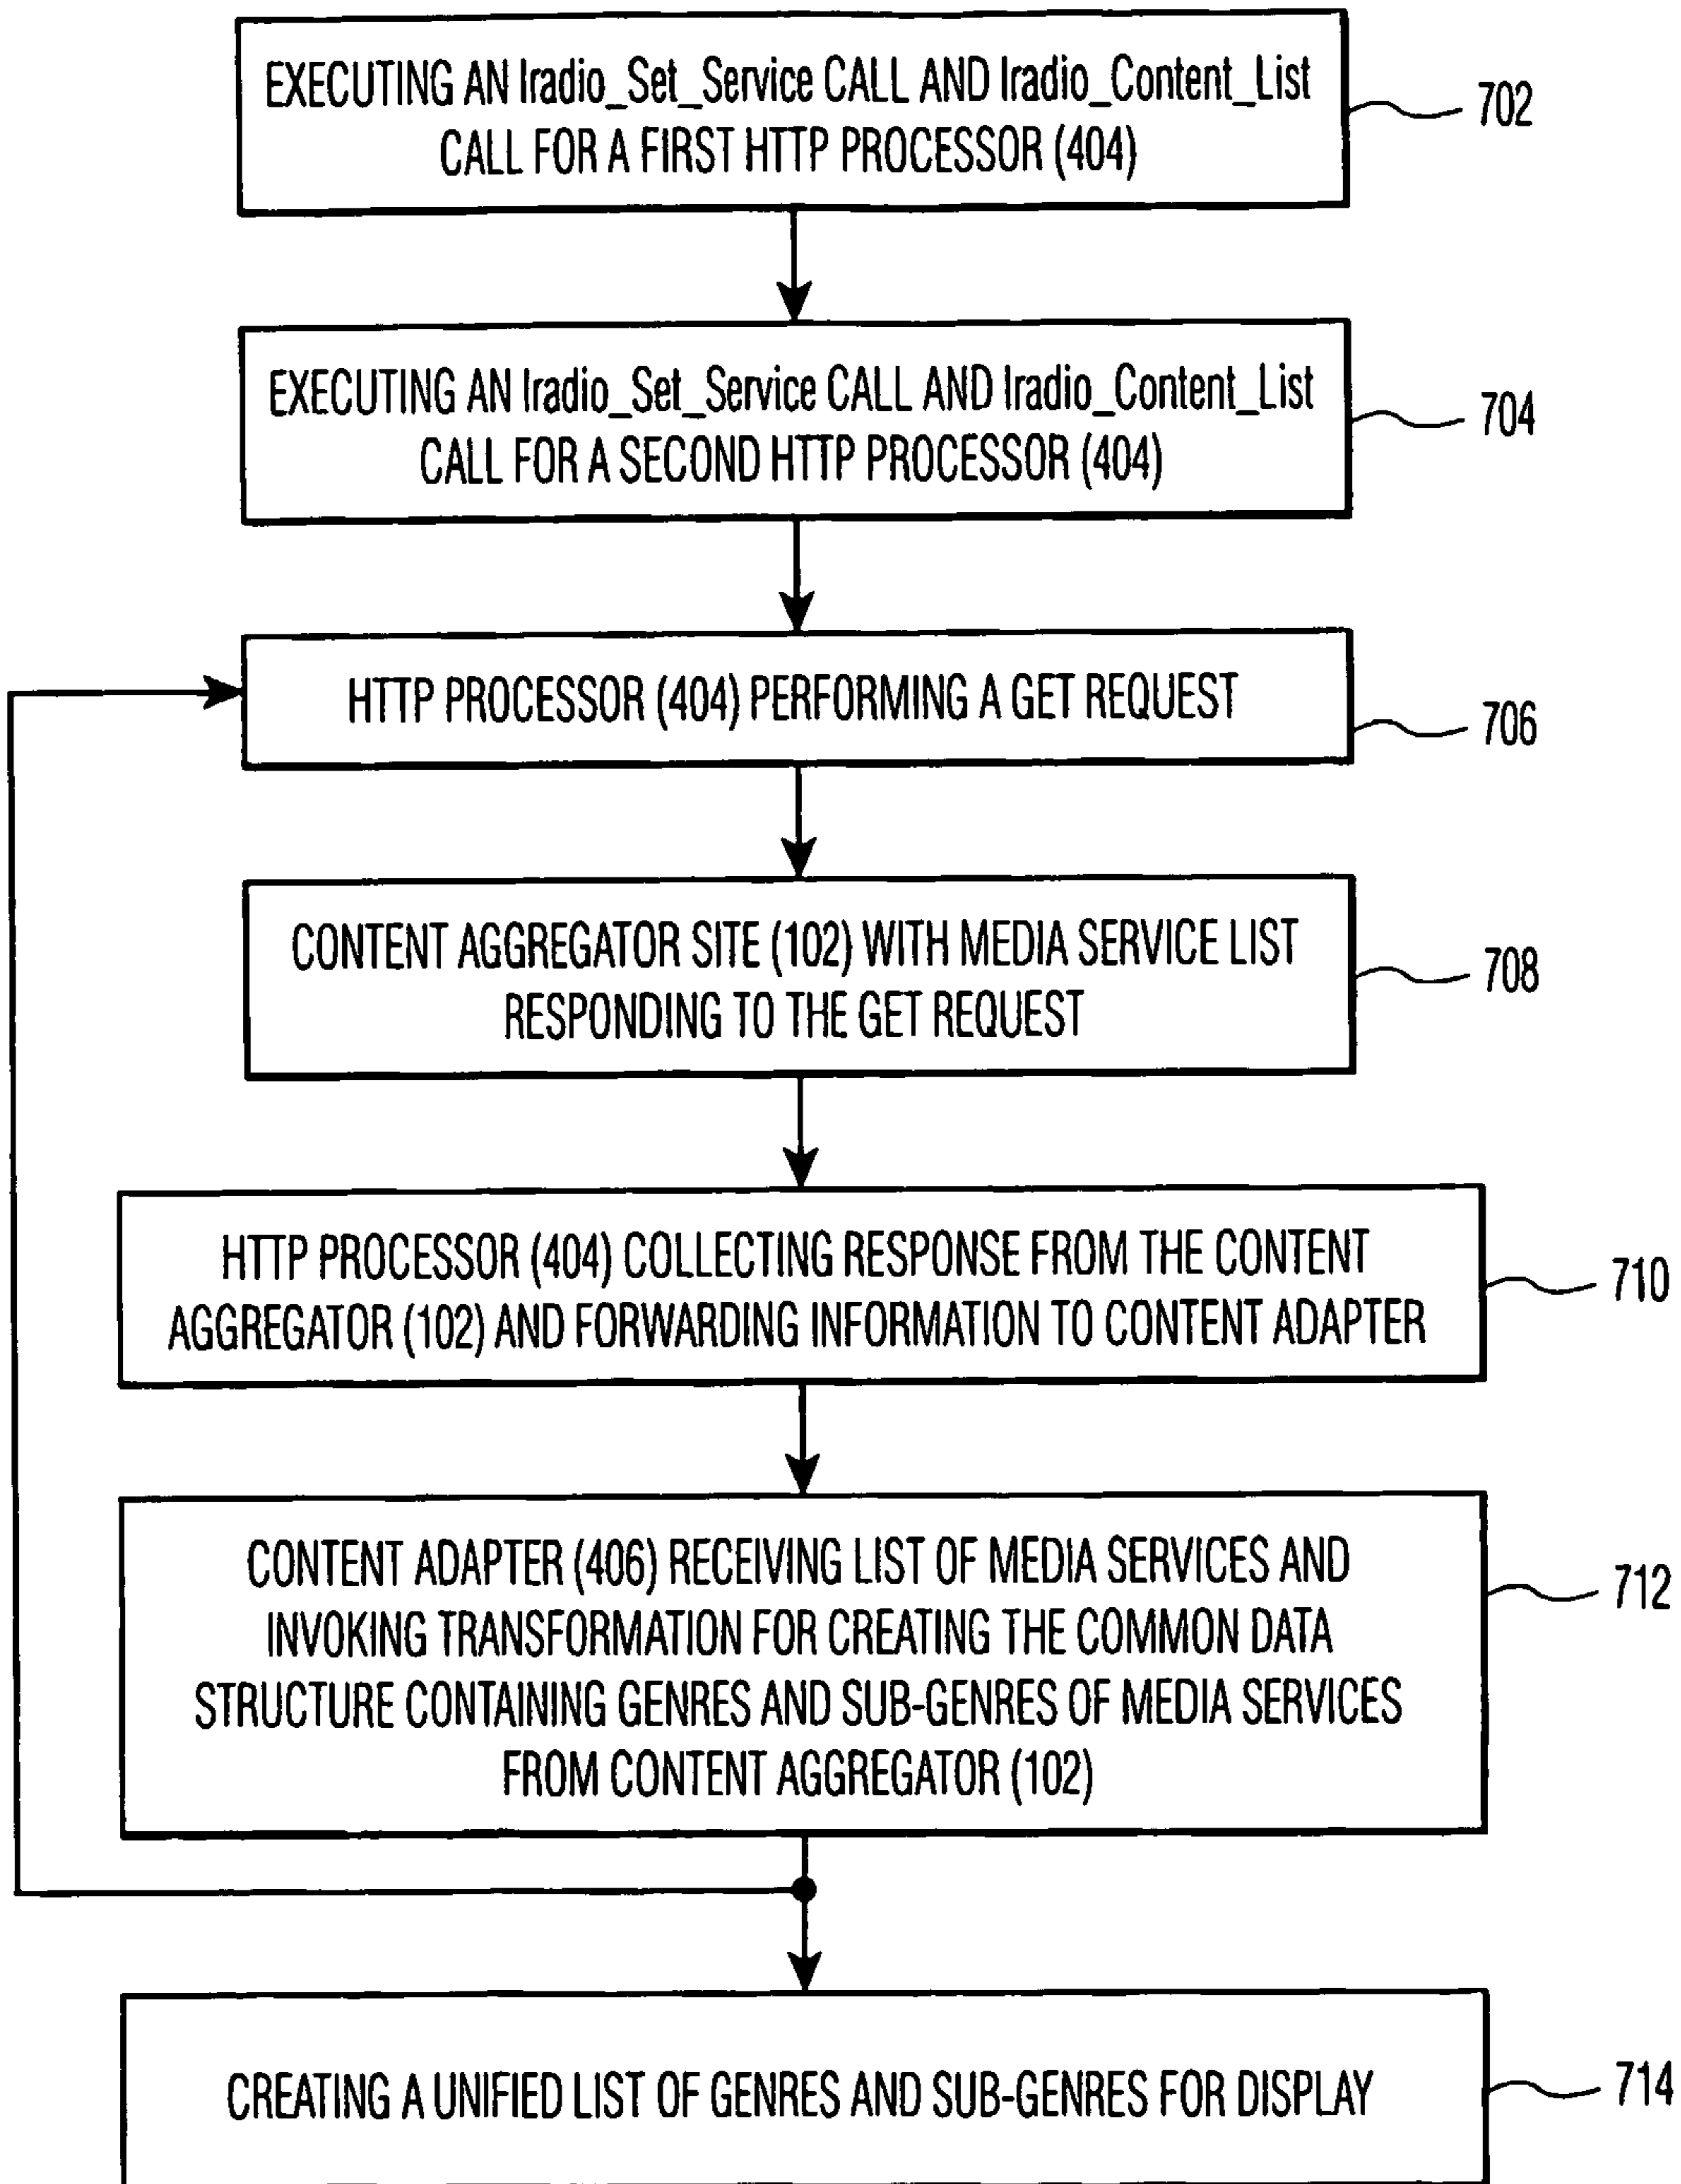 EXECUTING AN Iradio_Set_Service CALL AND Iradio_Content_List
CALL FOR A FIRST HTTP PROCESSOR (404)
702
EXECUTING AN Iradio_Set_Service CALL AND Iradio_Content_List
CALL FOR A SECOND HTTP PROCESSOR (404)
704
HTTP PROCESSOR (404) PERFORMING A GET REQUEST
706
CONTENT AGGREGATOR SITE (102) WITH MEDIA SERVICE LIST
RESPONDING TO THE GET REQUEST
708
HTTP PROCESSOR (404) COLLECTING RESPONSE FROM THE CONTENT
AGGREGATOR (102) AND FORWARDING INFORMATION TO CONTENT ADAPTER
710
CONTENT ADAPTER (406) RECEIVING LIST OF MEDIA SERVICES AND
INVOKING TRANSFORMATION FOR CREATING THE COMMON DATA
STRUCTURE CONTAINING GENRES AND SUB-GENRES OF MEDIA SERVICES
FROM CONTENT AGGREGATOR (102)
712
CREATING A UNIFIED LIST OF GENRES AND SUB-GENRES FOR DISPLAY
714